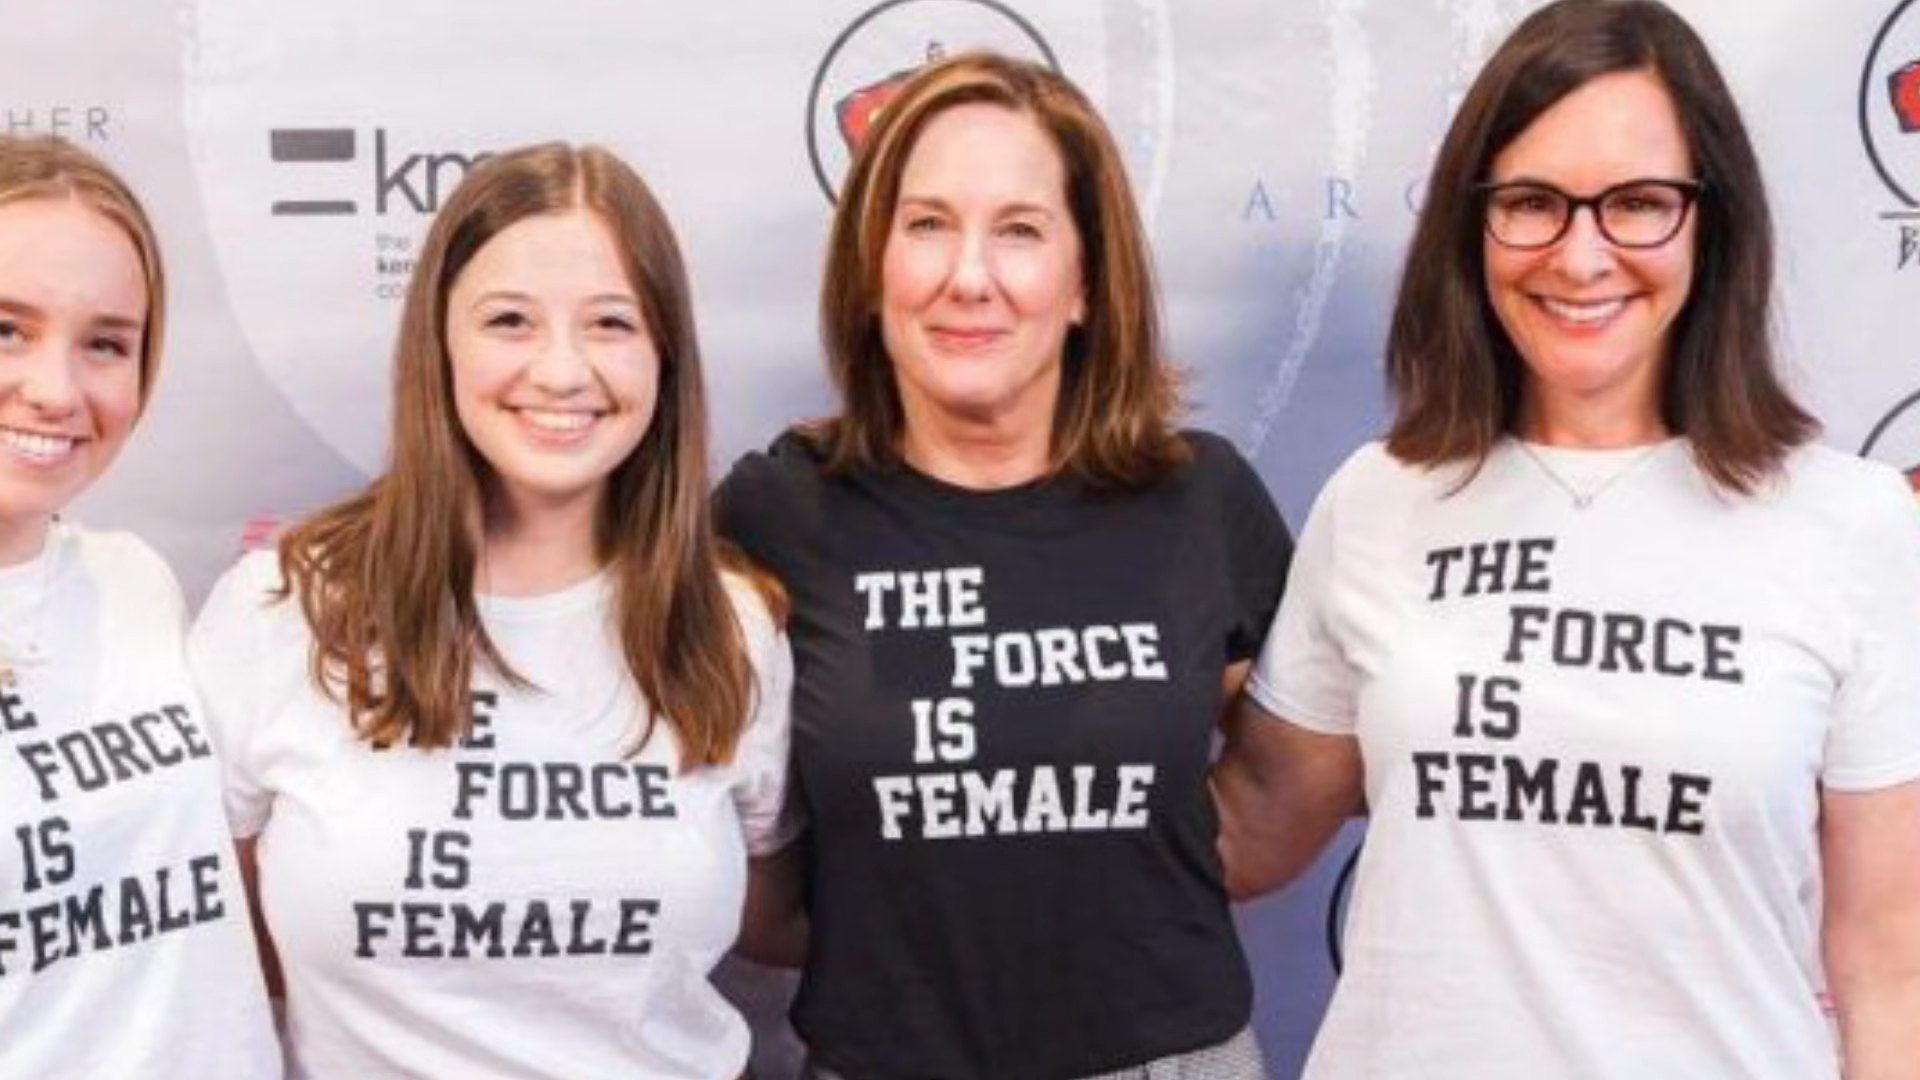 HER
km
the
ARC
E
FORCE
IS
FEMALE
E
FORCE
IS
FEMALE
THE
FORCE
IS
FEMALE
THE
FORCE
IS
FEMALE